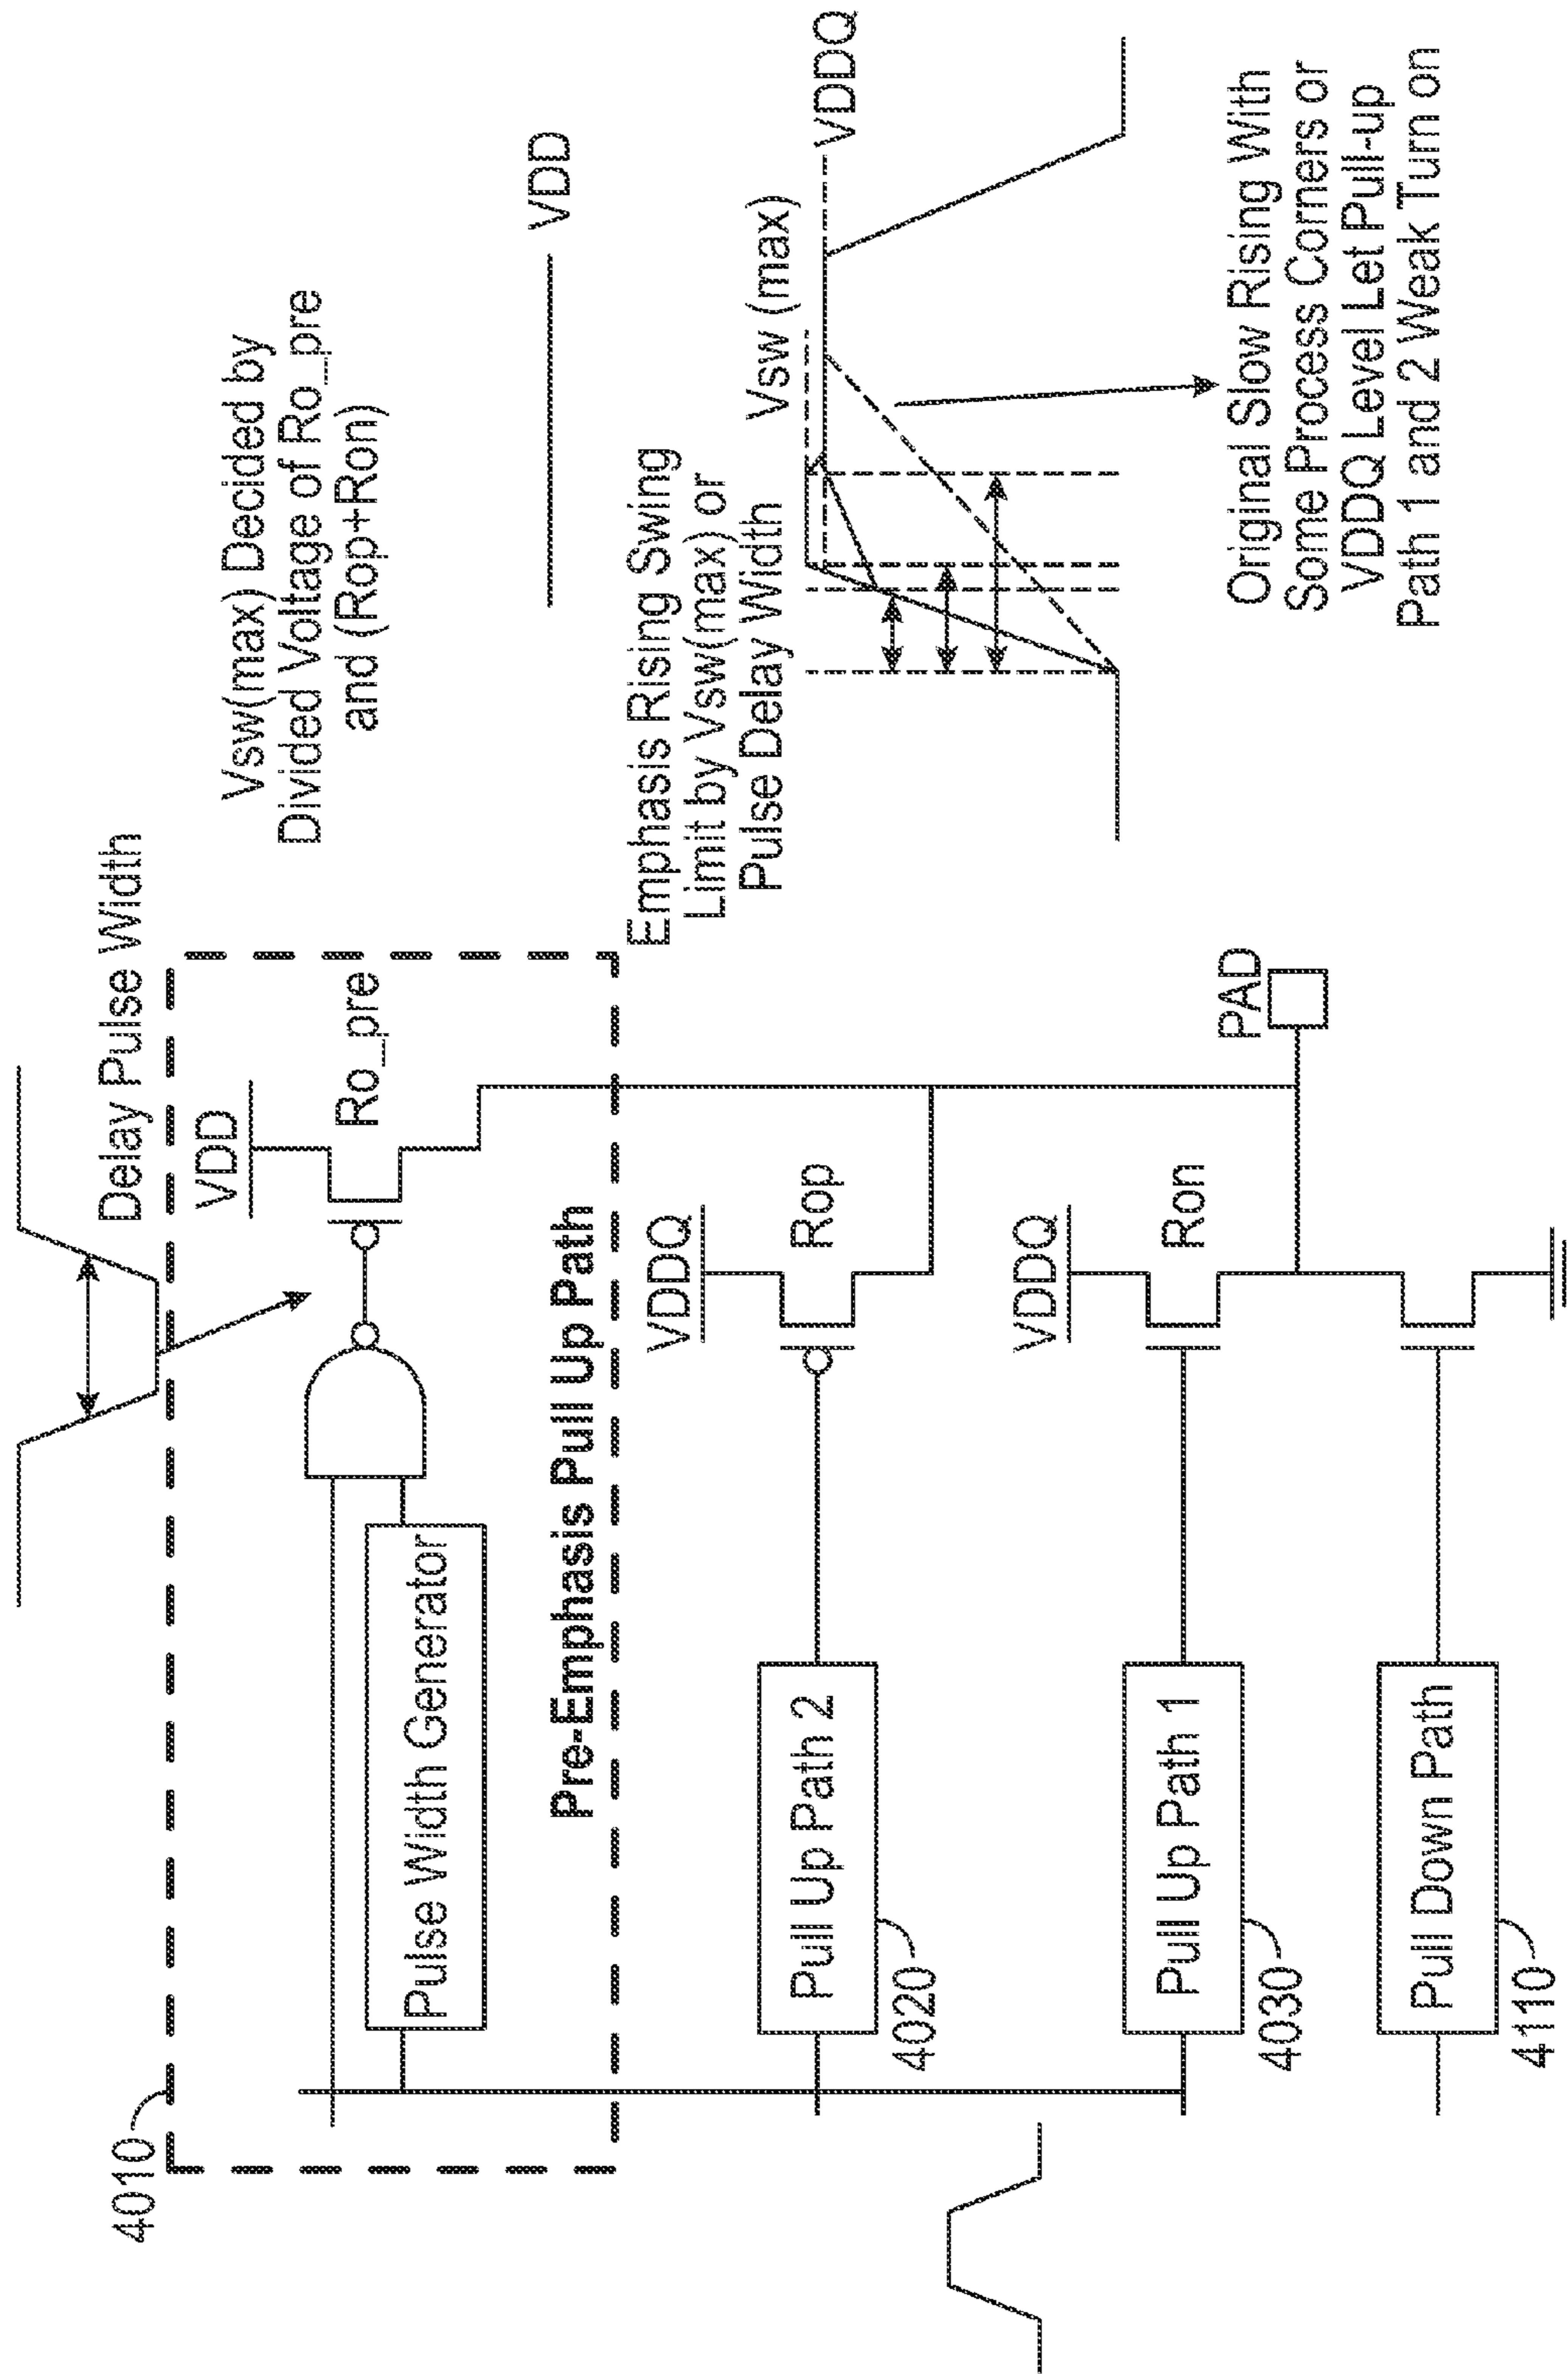 Delay Pulse Width
4010
VDD
Ro_pre
Pulse Width Generator
Pre-Emphasis Pull Up Path
VDDQ
Rop
Pull Up Path 2
4020
VDDQ
Ron
PAD
Pull Up Path 1
4030
Pull Down Path
4110
Vsw(max) Decided by
Divided Voltage of Ro_pre
and (Rop+Ron)
VDD
Emphasis Rising Swing
Limit by Vsw(max) or
Pulse Delay Width
Vsw (max)
VDDQ
Original Slow Rising With
Some Process Corners or
VDDQ Level Let Pull-up
Path 1 and 2 Weak Turn on